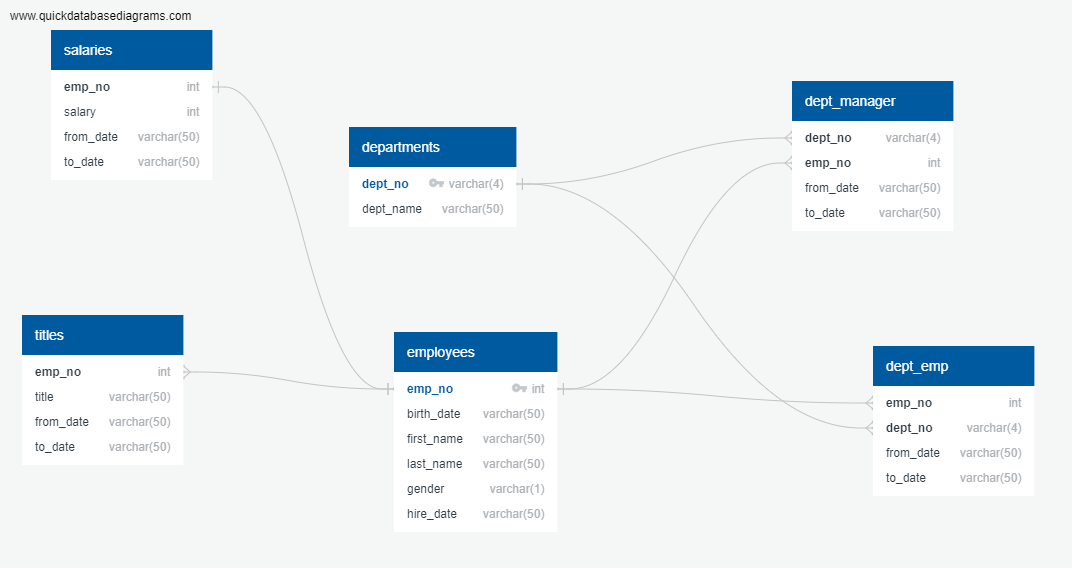 www.quickdatabasediagrams.com
salaries
emp_no int
salary int
from_date varchar(50)
to_date varchar(50)
departments
dept_no varchar(4)
dept_name varchar(50)
dept_manager
dept_no varchar(4)
emp_no int
from_date varchar(50)
to_date varchar(50)
titles
emp_no int
title varchar(50)
from_date varchar(50)
to_date varchar(50)
employees
emp_no int
birth_date varchar(50)
first_name varchar(50)
last_name varchar(50)
gender varchar(1)
hire_date varchar(50)
dept_emp
emp_no int
dept_no varchar(4)
from_date varchar(50)
to_date varchar(50)